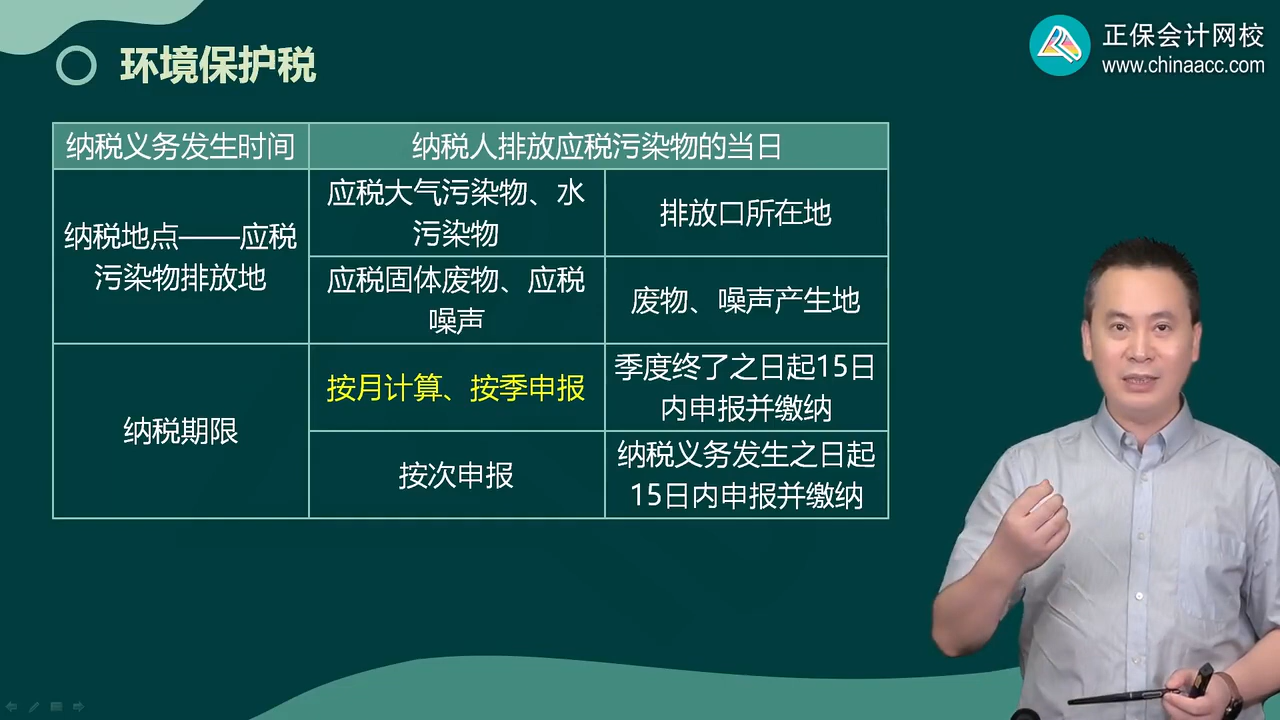 环境保护税
正保会计网校
www.chinaacc.com
纳税义务发生时间
纳税人排放应税污染物的当日
纳税地点——应税
污染物排放地
应税大气污染物、水
污染物
排放口所在地
应税固体废物、应税
噪声
废物、噪声产生地
纳税期限
按月计算、按季申报
季度终了之日起15日
内申报并缴纳
按次申报
纳税义务发生之日起
15日内申报并缴纳